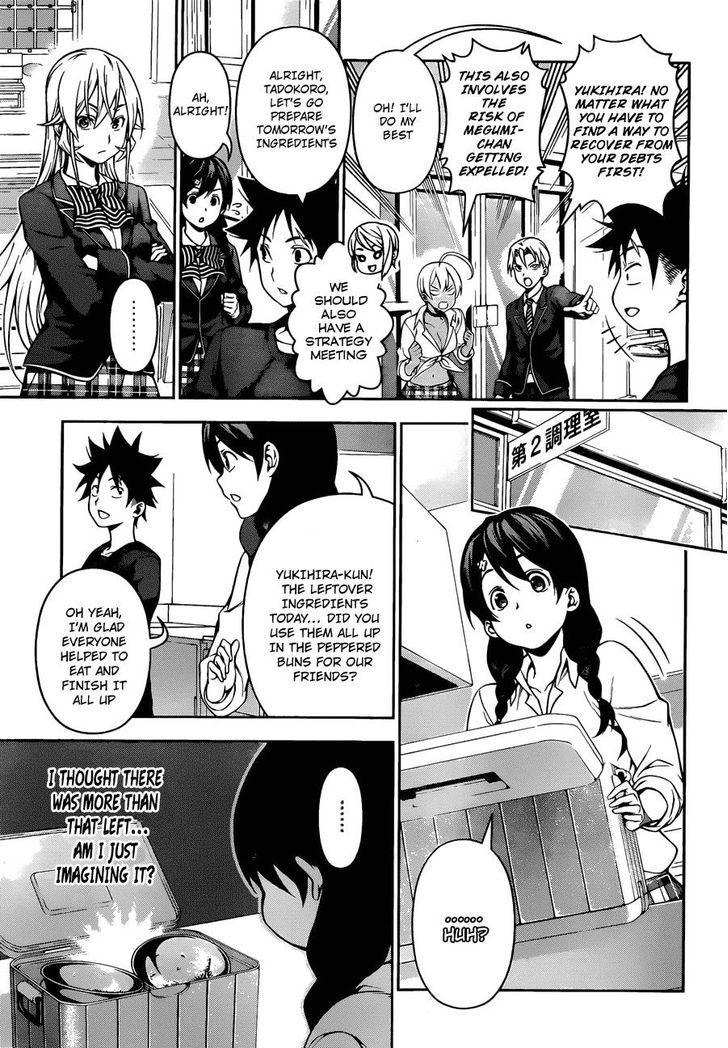 YUKIHIRA! NO
MATTER WHAT
YOU HAVE TO
FIND A WAY TO
RECOVER FROM
YOUR DEBTS
FIRST!
THIS ALSO
INVOLVES
THE
RISK OF
MEGUMI-
CHAN
GETTING
EXPELLED!
OH! I'LL
DO MY
BEST
WE
SHOULD
ALSO
HAVE A
STRATEGY
MEETING
ALRIGHT,
TADOKORO,
LET'S GO
PREPARE
TOMORROW'S
INGREDIENTS
AH,
ALRIGHT!
......
第2調理室
......
HUH?
YUKIHIRA-KUN!
THE LEFTOVER
INGREDIENTS
TODAY... DID YOU
USE THEM ALL UP
IN THE PEPPERED
BUNS FOR OUR
FRIENDS?
OH YEAH,
I'M GLAD
EVERYONE
HELPED TO
EAT AND
FINISH IT
ALL UP
......
I THOUGHT THERE
WAS MORE THAN
THAT LEFT...
AM I JUST
IMAGINING IT?